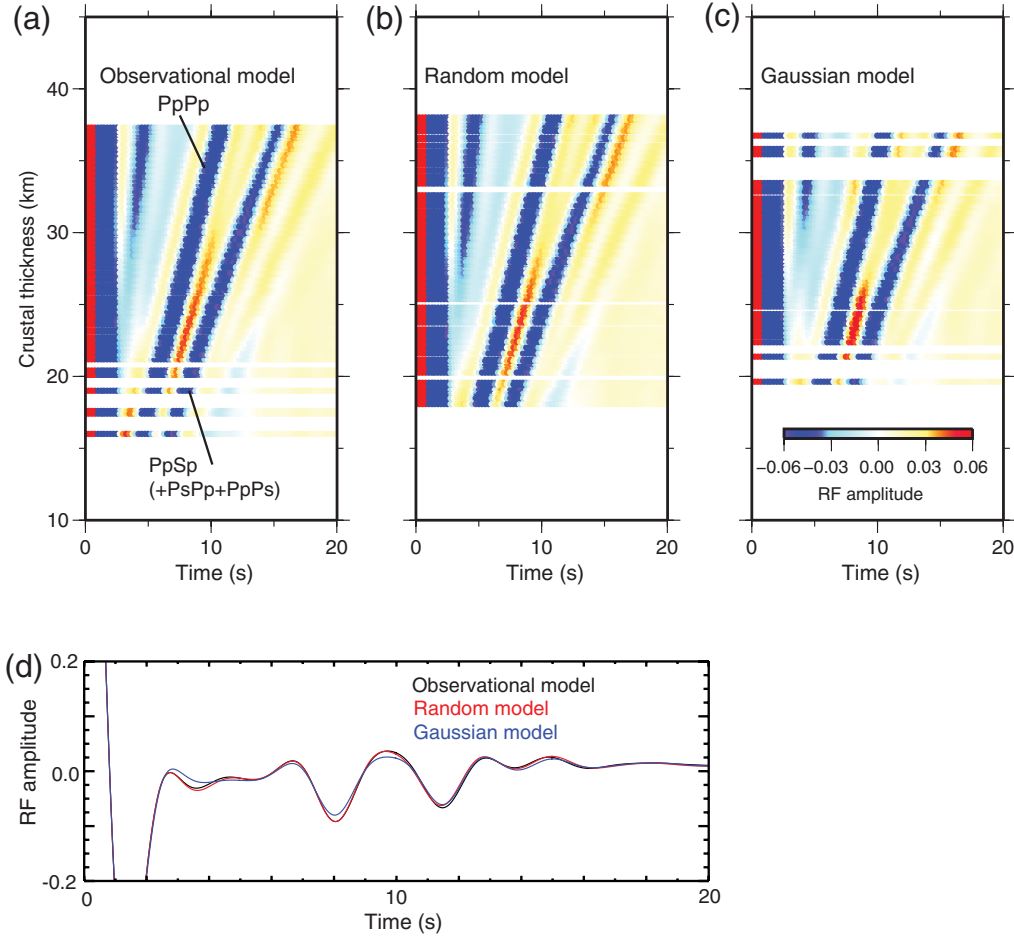 (a)
(b)
(c)
Observational model
Random model
Gaussian model
PpPp
PpSp
(+PsPp+PpPs)
Crustal thickness (km)
40
30
20
10
0
10
20
Time (s)
0
10
20
Time (s)
0
10
20
Time (s)
−0.06
−0.03
0.00
0.03
0.06
RF amplitude
(d)
0.2
0.0
-0.2
RF amplitude
Observational model
Random model
Gaussian model
0
10
20
Time (s)